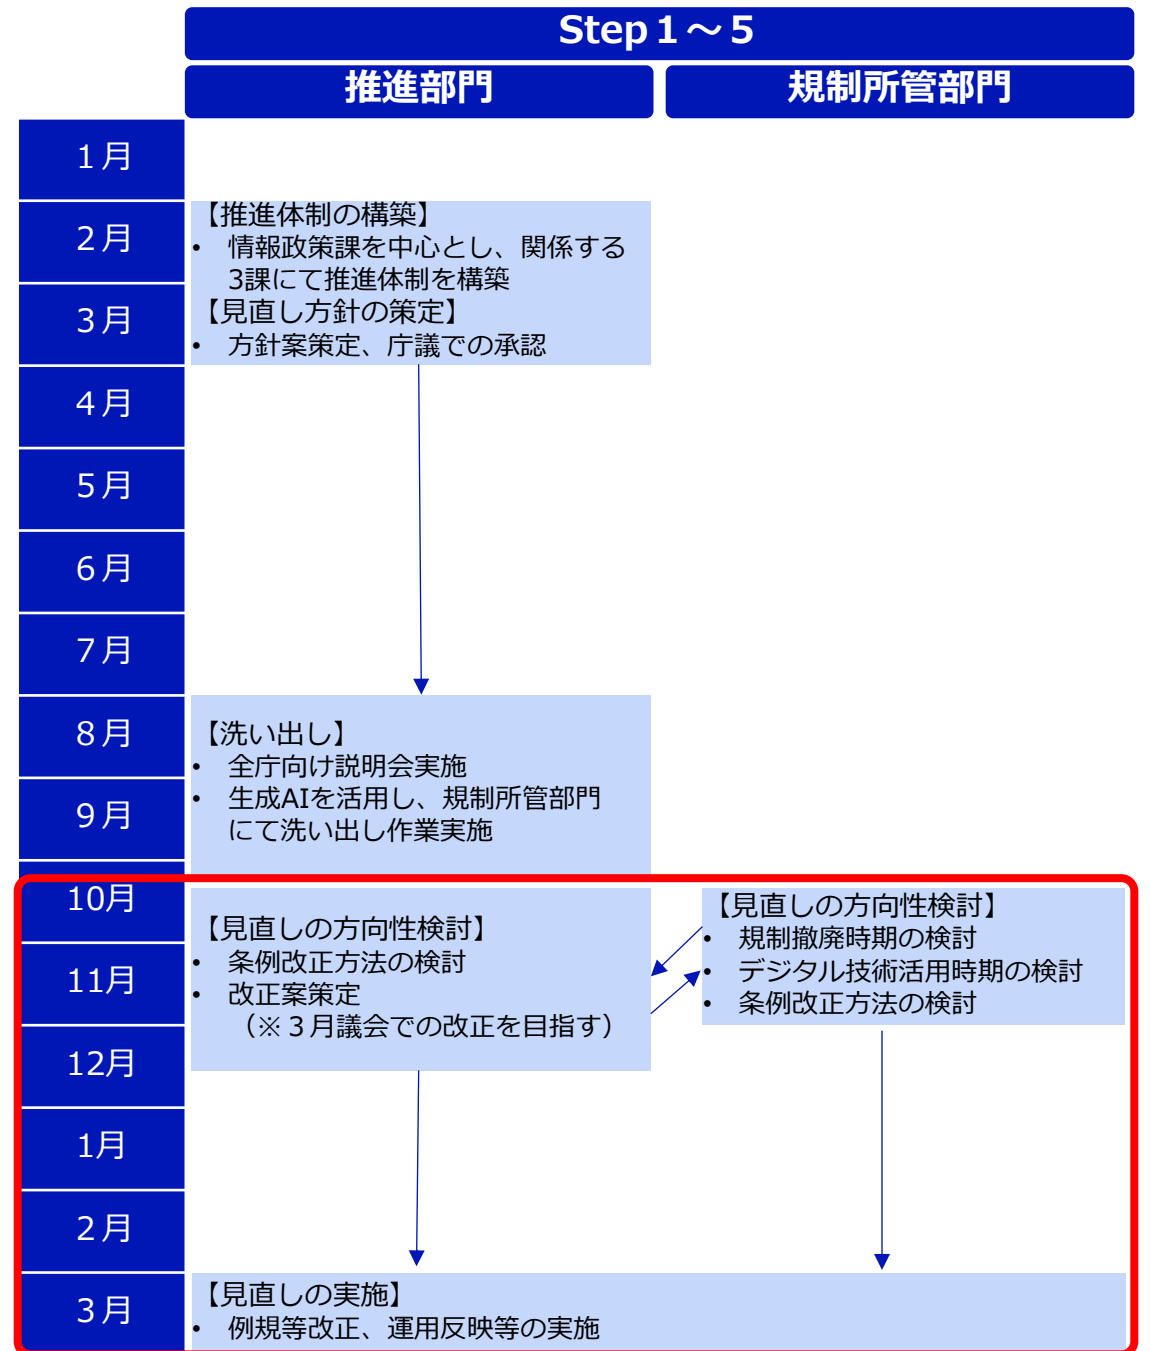 Step１～５
推進部門
規制所管部門
１月
２月
３月
４月
５月
６月
７月
８月
９月
10月
11月
12月
1月
２月
３月
【推進体制の構築】
• 情報政策課を中心とし、関係する
3課にて推進体制を構築
【見直し方針の策定】
• 方針案策定、庁議での承認
【洗い出し】
• 全庁向け説明会実施
• 生成AIを活用し、規制所管部門
にて洗い出し作業実施
【見直しの方向性検討】
• 条例改正方法の検討
• 改正案策定
（※３月議会での改正を目指す）
【見直しの方向性検討】
• 規制撤廃時期の検討
• デジタル技術活用時期の検討
• 条例改正方法の検討
【見直しの実施】
• 例規等改正、運用反映等の実施